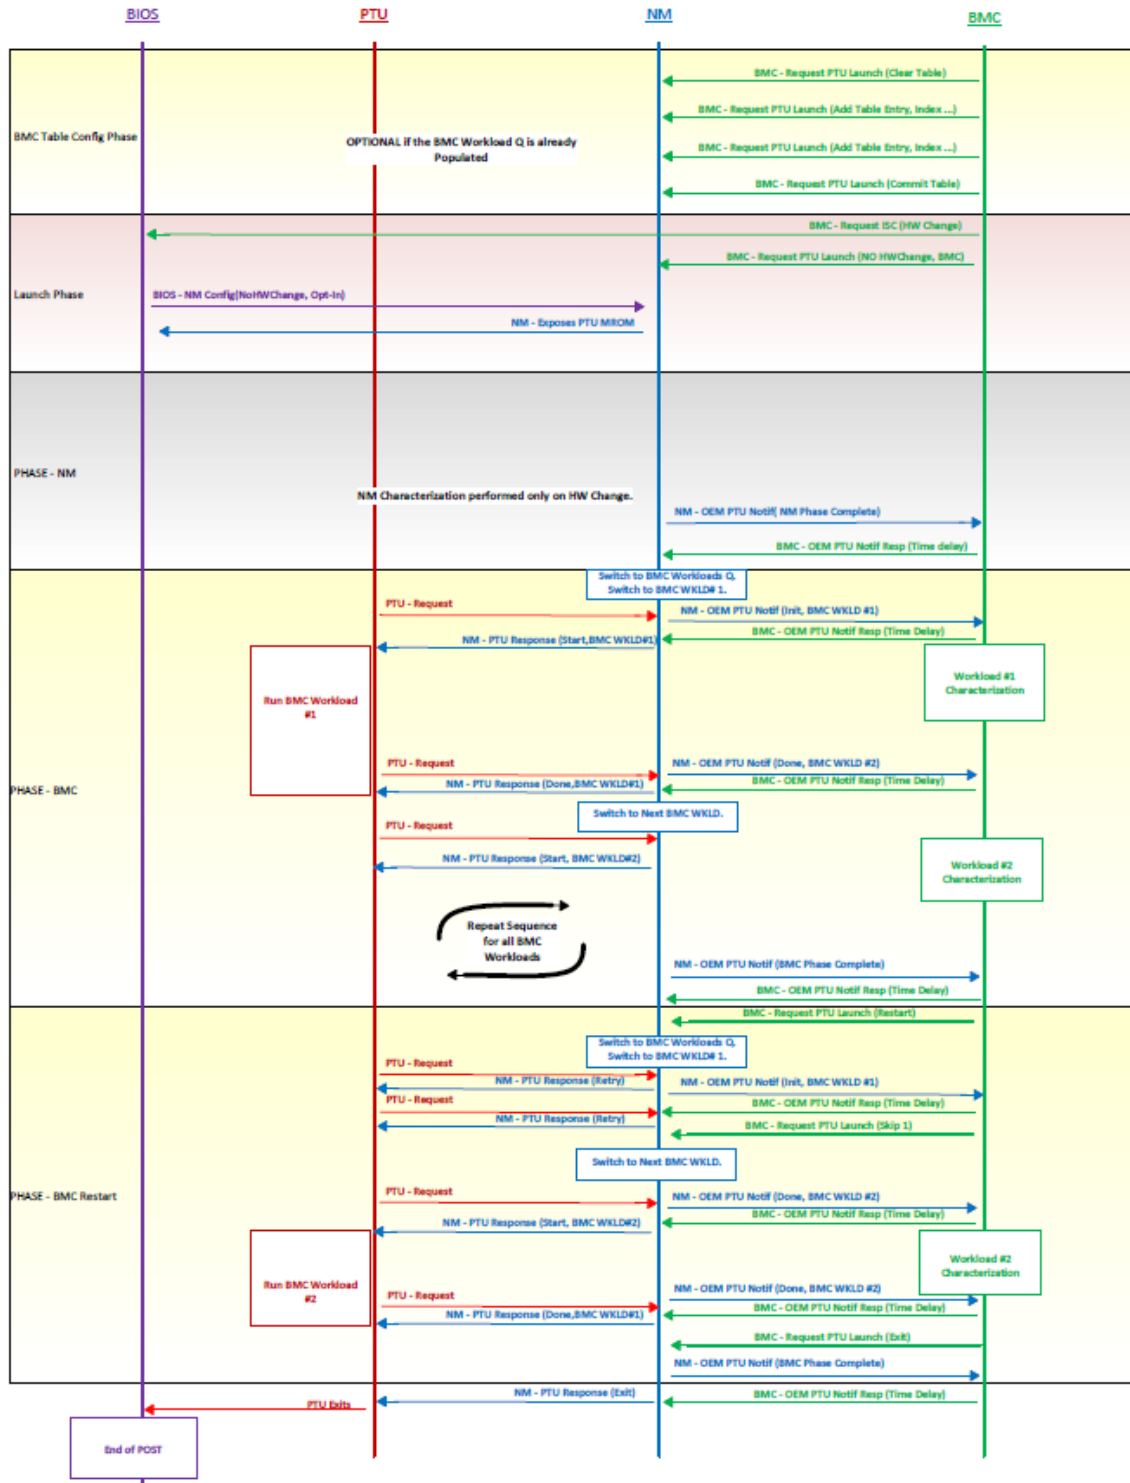 BIOS
PTU
NM
BMC
BMC - Request PTU Launch (Clear Table)
BMC - Request PTU Launch (Add Table Entry, Index ...)
BMC Table Config Phase
OPTIONAL if the BMC Workload Q is already
Populated
BMC - Request PTU Launch (Add Table Entry, Index ...)
BMC - Request PTU Launch (Commit Table)
BMC - Request ISC (HW Change)
BMC - Request PTU Launch (NO HWChange, BMC)
Launch Phase
BIOS - NM Config(NoHWChange, Opt-In)
NM - Exposes PTU MROM
PHASE - NM
NM Characterization performed only on HW Change.
NM - OEM PTU Notif( NM Phase Complete)
BMC - OEM PTU Notif Resp (Time delay)
Switch to BMC Workloads Q,
Switch to BMC WKLD# 1.
PTU - Request
NM - OEM PTU Notif (Init, BMC WKLD #1)
BMC - OEM PTU Notif Resp (Time Delay)
NM - PTU Response (Start,BMC WKLD#1)
Run BMC Workload
#1
Workload #1
Characterization
PTU - Request
NM - OEM PTU Notif (Done, BMC WKLD #2)
NM - PTU Response (Done,BMC WKLD#1)
BMC - OEM PTU Notif Resp (Time Delay)
PHASE - BMC
Switch to Next BMC WKLD.
PTU - Request
NM - PTU Response (Start, BMC WKLD#2)
Workload #2
Characterization
Repeat Sequence
for all BMC
Workloads
NM - OEM PTU Notif (BMC Phase Complete)
BMC - OEM PTU Notif Resp (Time Delay)
BMC - Request PTU Launch (Restart)
Switch to BMC Workloads Q,
Switch to BMC WKLD# 1.
PTU - Request
NM - PTU Response (Retry)
NM - OEM PTU Notif (Init, BMC WKLD #1)
PTU - Request
BMC - OEM PTU Notif Resp (Time Delay)
NM - PTU Response (Retry)
BMC - Request PTU Launch (Skip 1)
Switch to Next BMC WKLD.
PHASE - BMC Restart
PTU - Request
NM - OEM PTU Notif (Done, BMC WKLD #2)
BMC - OEM PTU Notif Resp (Time Delay)
NM - PTU Response (Start, BMC WKLD#2)
Run BMC Workload
#2
Workload #2
Characterization
PTU - Request
NM - OEM PTU Notif (Done, BMC WKLD #2)
NM - PTU Response (Done,BMC WKLD#1)
BMC - OEM PTU Notif Resp (Time Delay)
BMC - Request PTU Launch (Exit)
NM - OEM PTU Notif (BMC Phase Complete)
NM - PTU Response (Exit)
BMC - OEM PTU Notif Resp (Time Delay)
PTU Exits
End of POST